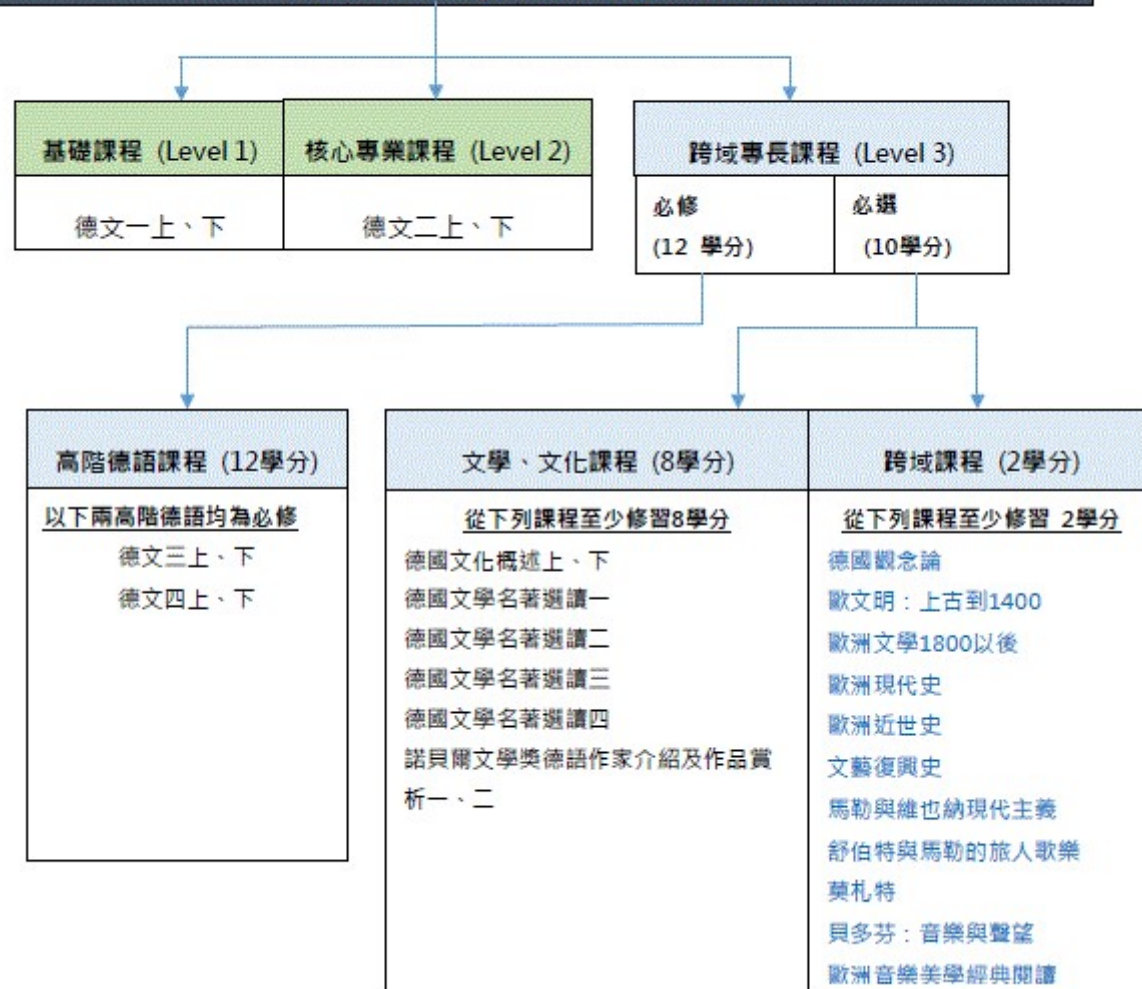 基礎課程 (Level 1)
核心專業課程 (Level 2)
跨域專長課程 (Level 3)
德文一上、下
德文二上、下
必修
(12 學分)
必選
(10學分)
高階德語課程 (12學分)
以下兩高階德語均為必修
德文三上、下
德文四上、下
文學、文化課程 (8學分)
從下列課程至少修習8學分
德國文化概述上、下
德國文學名著選讀一
德國文學名著選讀二
德國文學名著選讀三
德國文學名著選讀四
諾貝爾文學獎德語作家介紹及作品賞
析一、二
跨域課程 (2學分)
從下列課程至少修習 2學分
德國觀念論
歐文明：上古到1400
歐洲文學1800以後
歐洲現代史
歐洲近世史
文藝復興史
馬勒與維也納現代主義
舒伯特與馬勒的旅人歌樂
莫札特
貝多芬：音樂與聲望
歐洲音樂美學經典閱讀